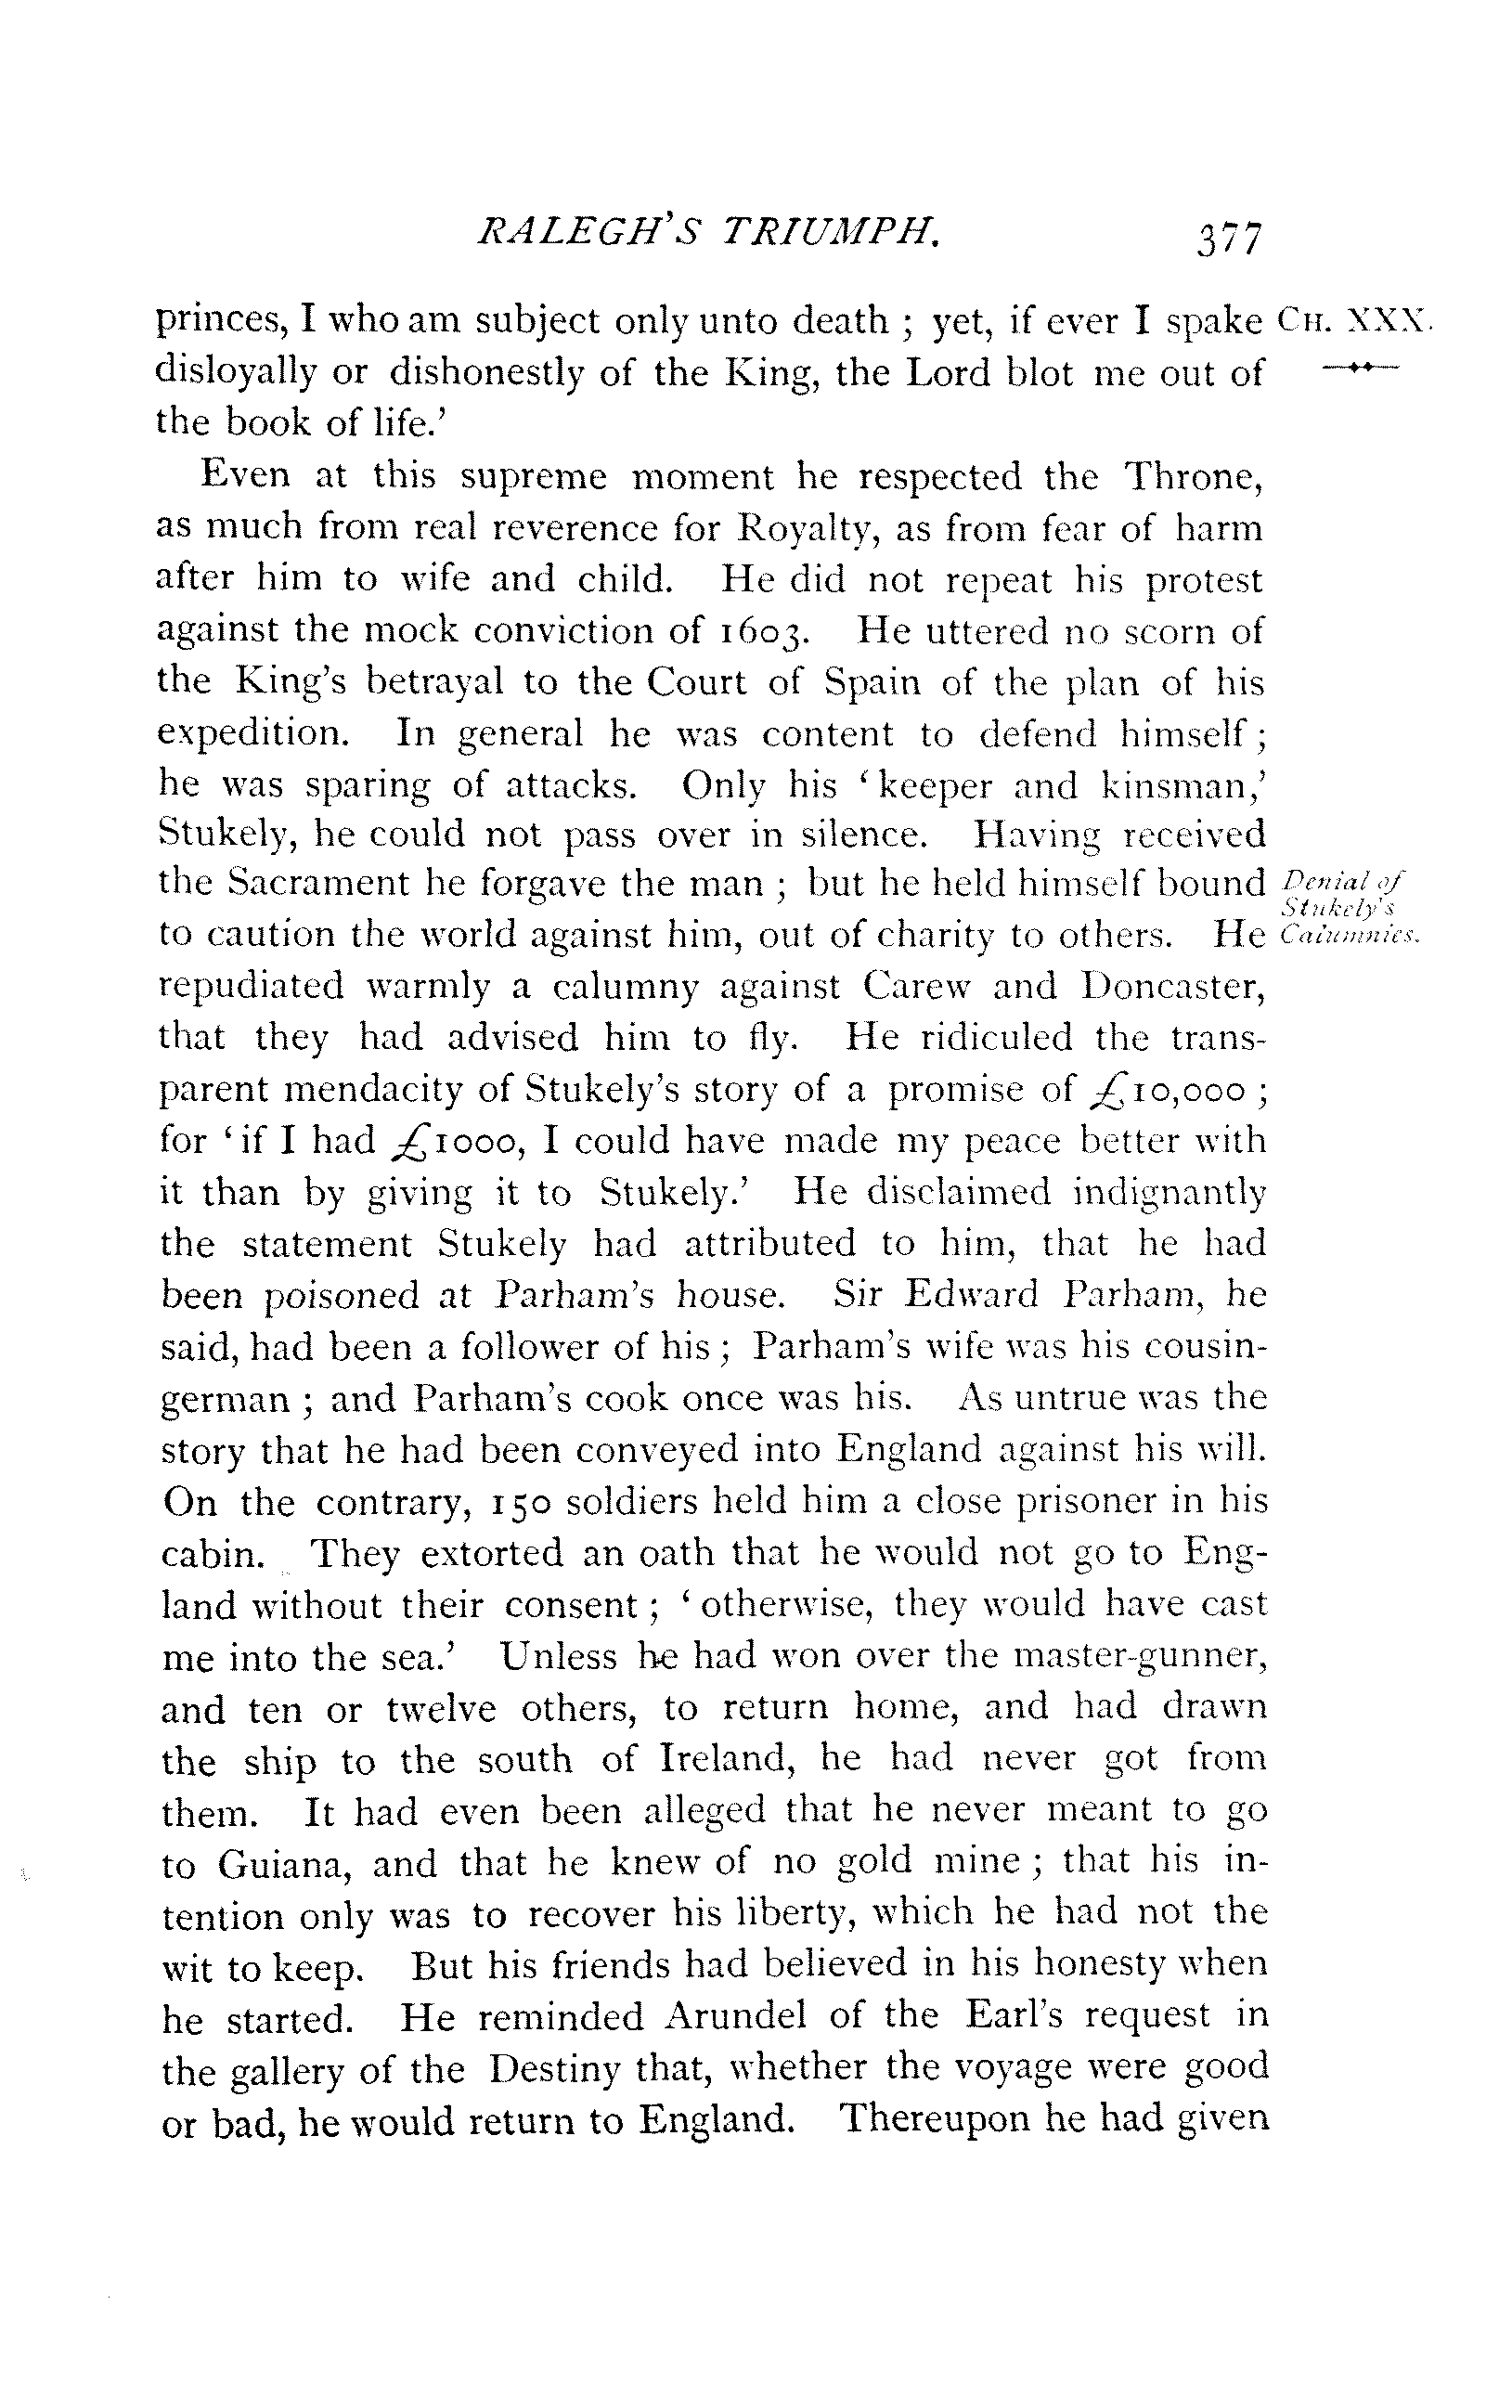 RALEGH'S TRIUMPH. 377
princes, I who am subject only unto death ; yet, if ever I spake CH. XXX.
disloyally or dishonestly of the King, the Lord blot me out of
the book of life.'
Even at this supreme moment he respected the Throne,
as much from real reverence for Royalty, as from fear of harm
after him to wife and child. He did not repeat his protest
against the mock conviction of 1603. He uttered no scorn of
the King's betrayal to the Court of Spain of the plan of his
expedition. In general he was content to defend himself ;
he was sparing of attacks. Only his ‘ keeper and kinsman,'
Stukely, he could not pass over in silence. Having received
the Sacrament he forgave the man ; but he held himself bound
Denial of
Stukely's
Calumnies.
to caution the world against him, out of charity to others. He
repudiated warmly a calumny against Carew and Doncaster,
that they had advised him to fly. He ridiculed the trans-
parent mendacity of Stukely's story of a promise of £10,000 ;
for ‘ if I had £1000, I could have made my peace better with
it than by giving it to Stukely.' He disclaimed indignantly
the statement Stukely had attributed to him, that he had
been poisoned at Parham's house. Sir Edward Parham, he
said, had been a follower of his ; Parham's wife was his cousin-
german ; and Parham's cook once was his. As untrue was the
story that he had been conveyed into England against his will.
On the contrary, 150 soldiers held him a close prisoner in his
cabin. They extorted an oath that he would not go to Eng-
land without their consent ; ‘ otherwise, they would have cast
me into the sea.' Unless he had won over the master-gunner,
and ten or twelve others, to return home, and had drawn
the ship to the south of Ireland, he had never got from
them. It had even been alleged that he never meant to go
to Guiana, and that he knew of no gold mine ; that his in-
tention only was to recover his liberty, which he had not the
wit to keep. But his friends had believed in his honesty when
he started. He reminded Arundel of the Earl's request in
the gallery of the Destiny that, whether the voyage were good
or bad, he would return to England. Thereupon he had given